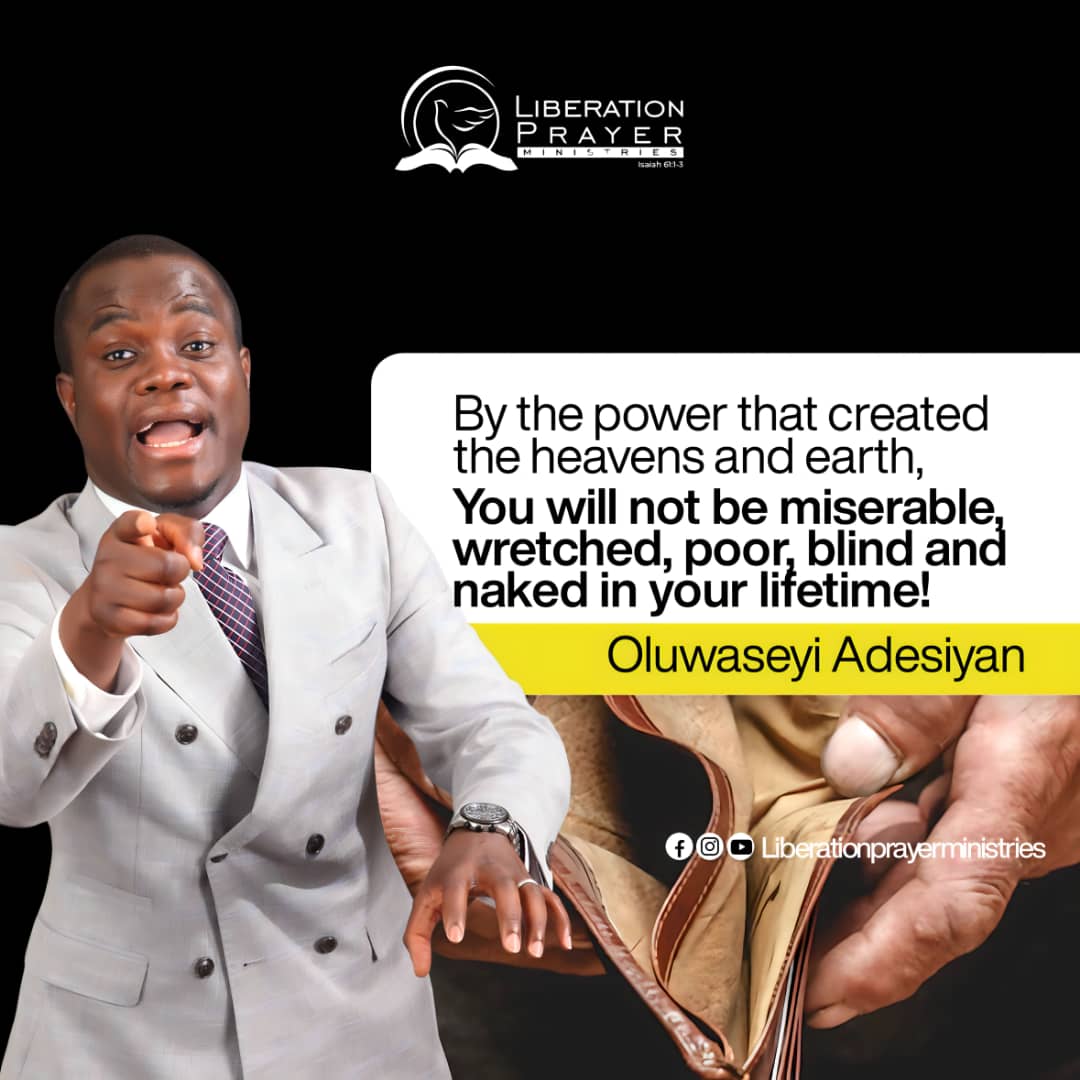 LIBERATION
PRAYER
MINISTRIES
Isaiah 61:1-3
By the power that created
the heavens and earth,
You will not be miserable,
wretched, poor, blind and
naked in your lifetime!
Oluwaseyi Adesiyan
Liberationprayerministries